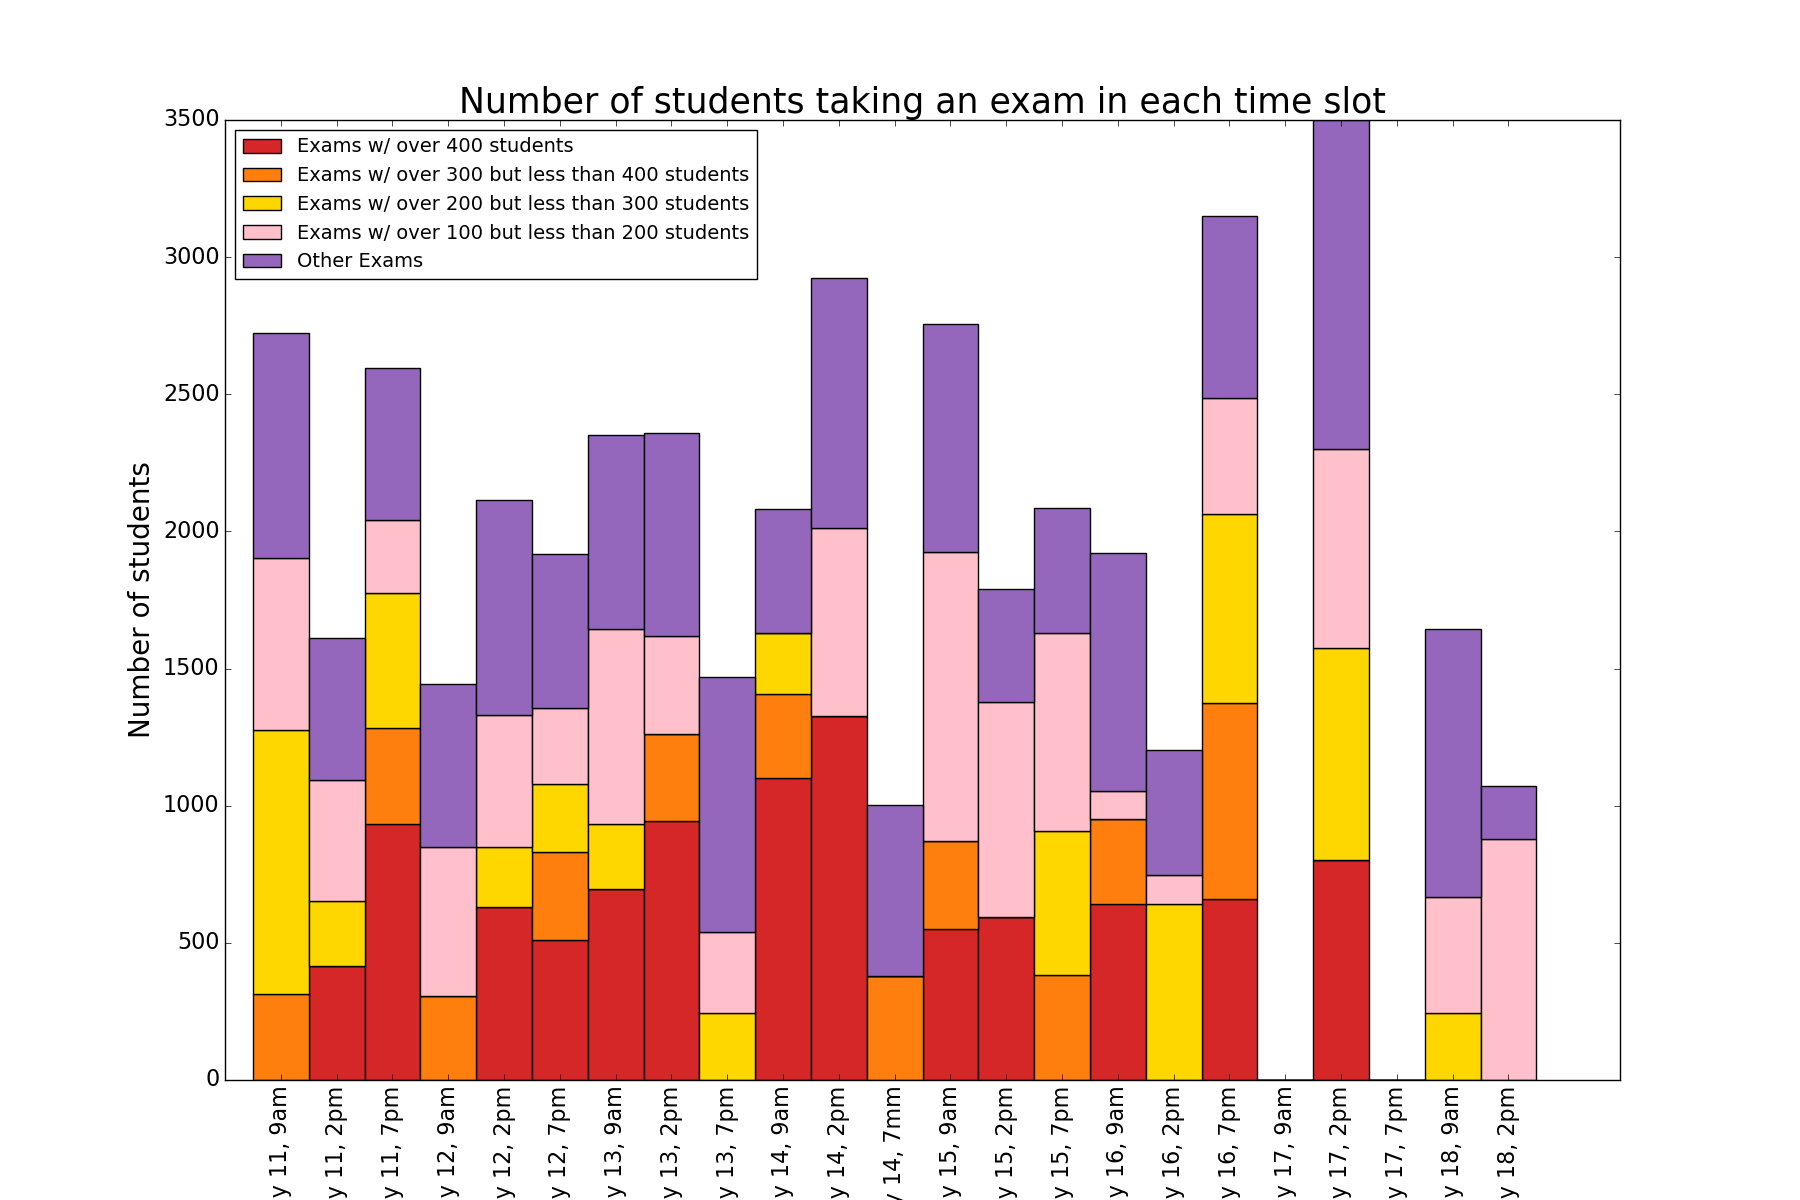 Number of students taking an exam in each time slot
Exams w/ over 400 students
Exams w/ over 300 but less than 400 students
Exams w/ over 200 but less than 300 students
Exams w/ over 100 but less than 200 students
Other Exams
3500
3000
2500
2000
1500
1000
500
0
Number of students
y 11, 9am
y 11, 2pm
y 11, 7pm
y 12, 9am
y 12, 2pm
y 12, 7pm
y 13, 9am
y 13, 2pm
y 13, 7pm
y 14, 9am
y 14, 2pm
y 14, 7mm
y 15, 9am
y 15, 2pm
y 15, 7pm
y 16, 9am
y 16, 2pm
y 16, 7pm
y 17, 9am
y 17, 2pm
y 17, 7pm
y 18, 9am
y 18, 2pm